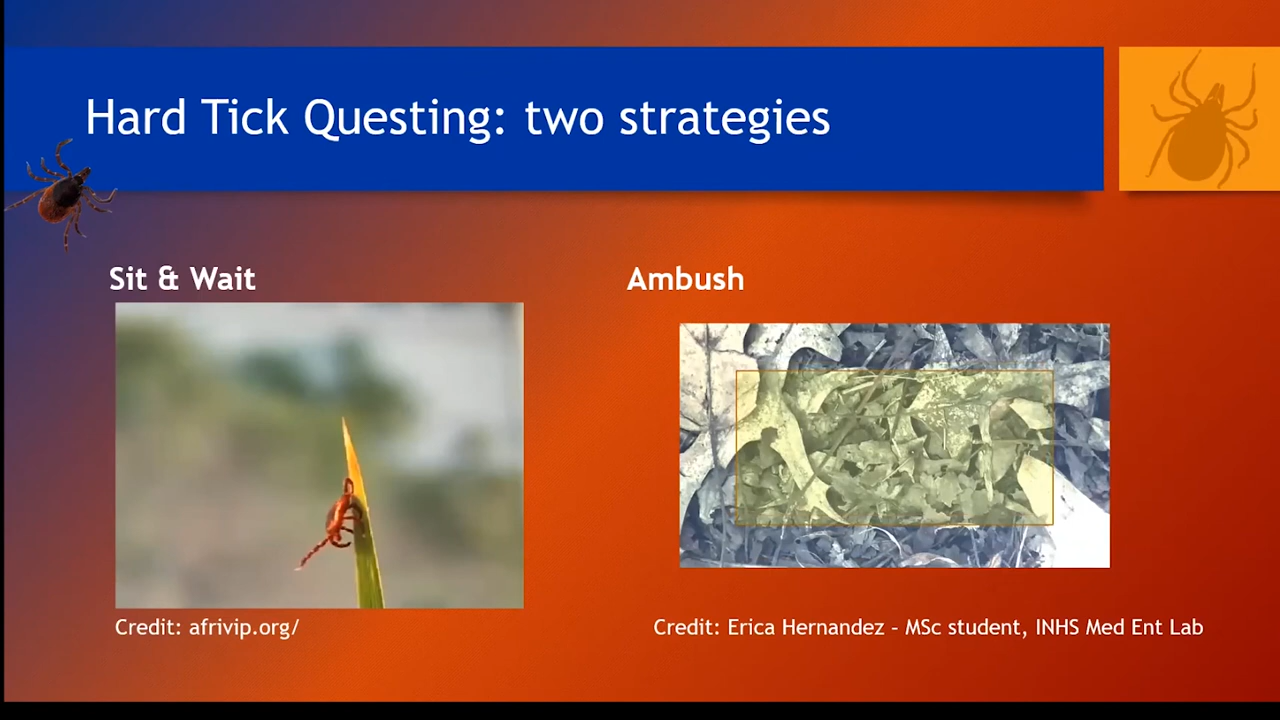 Hard Tick Questing: two strategies
Sit & Wait
Ambush
Credit: afrivip.org/
Credit: Erica Hernandez - MSc student, INHS Med Ent Lab